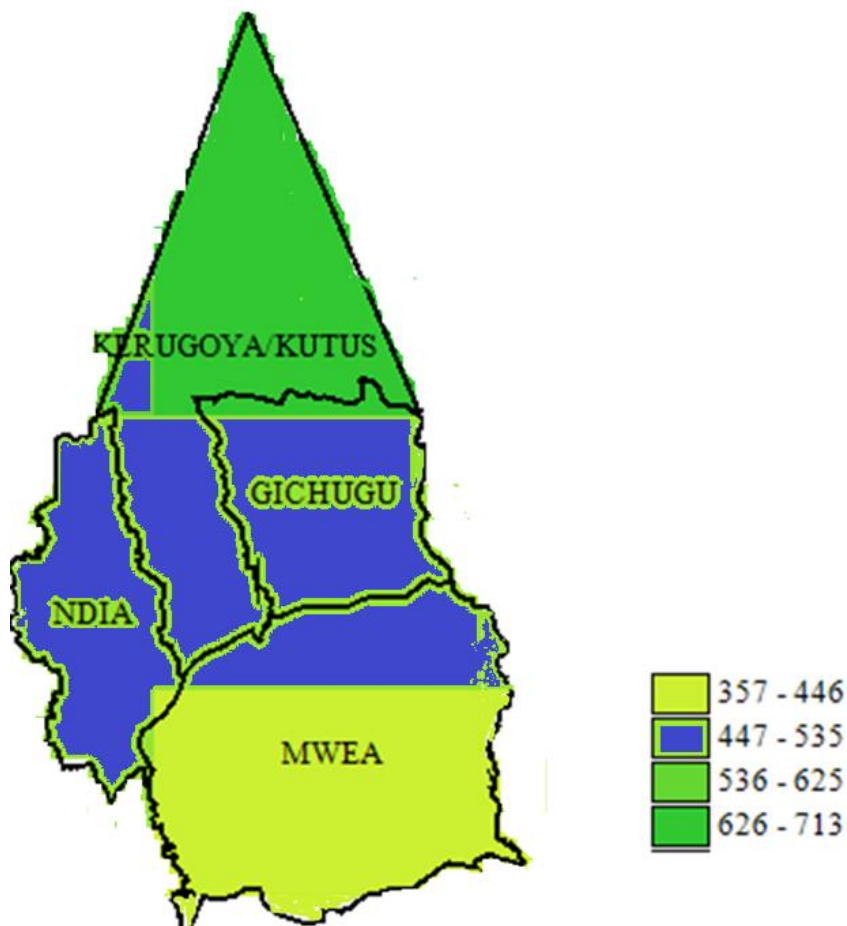 KERUGOYA/KUTUS
GICHUGU
NDIA
MWEA
357 - 446
447 - 535
536 - 625
626 - 713